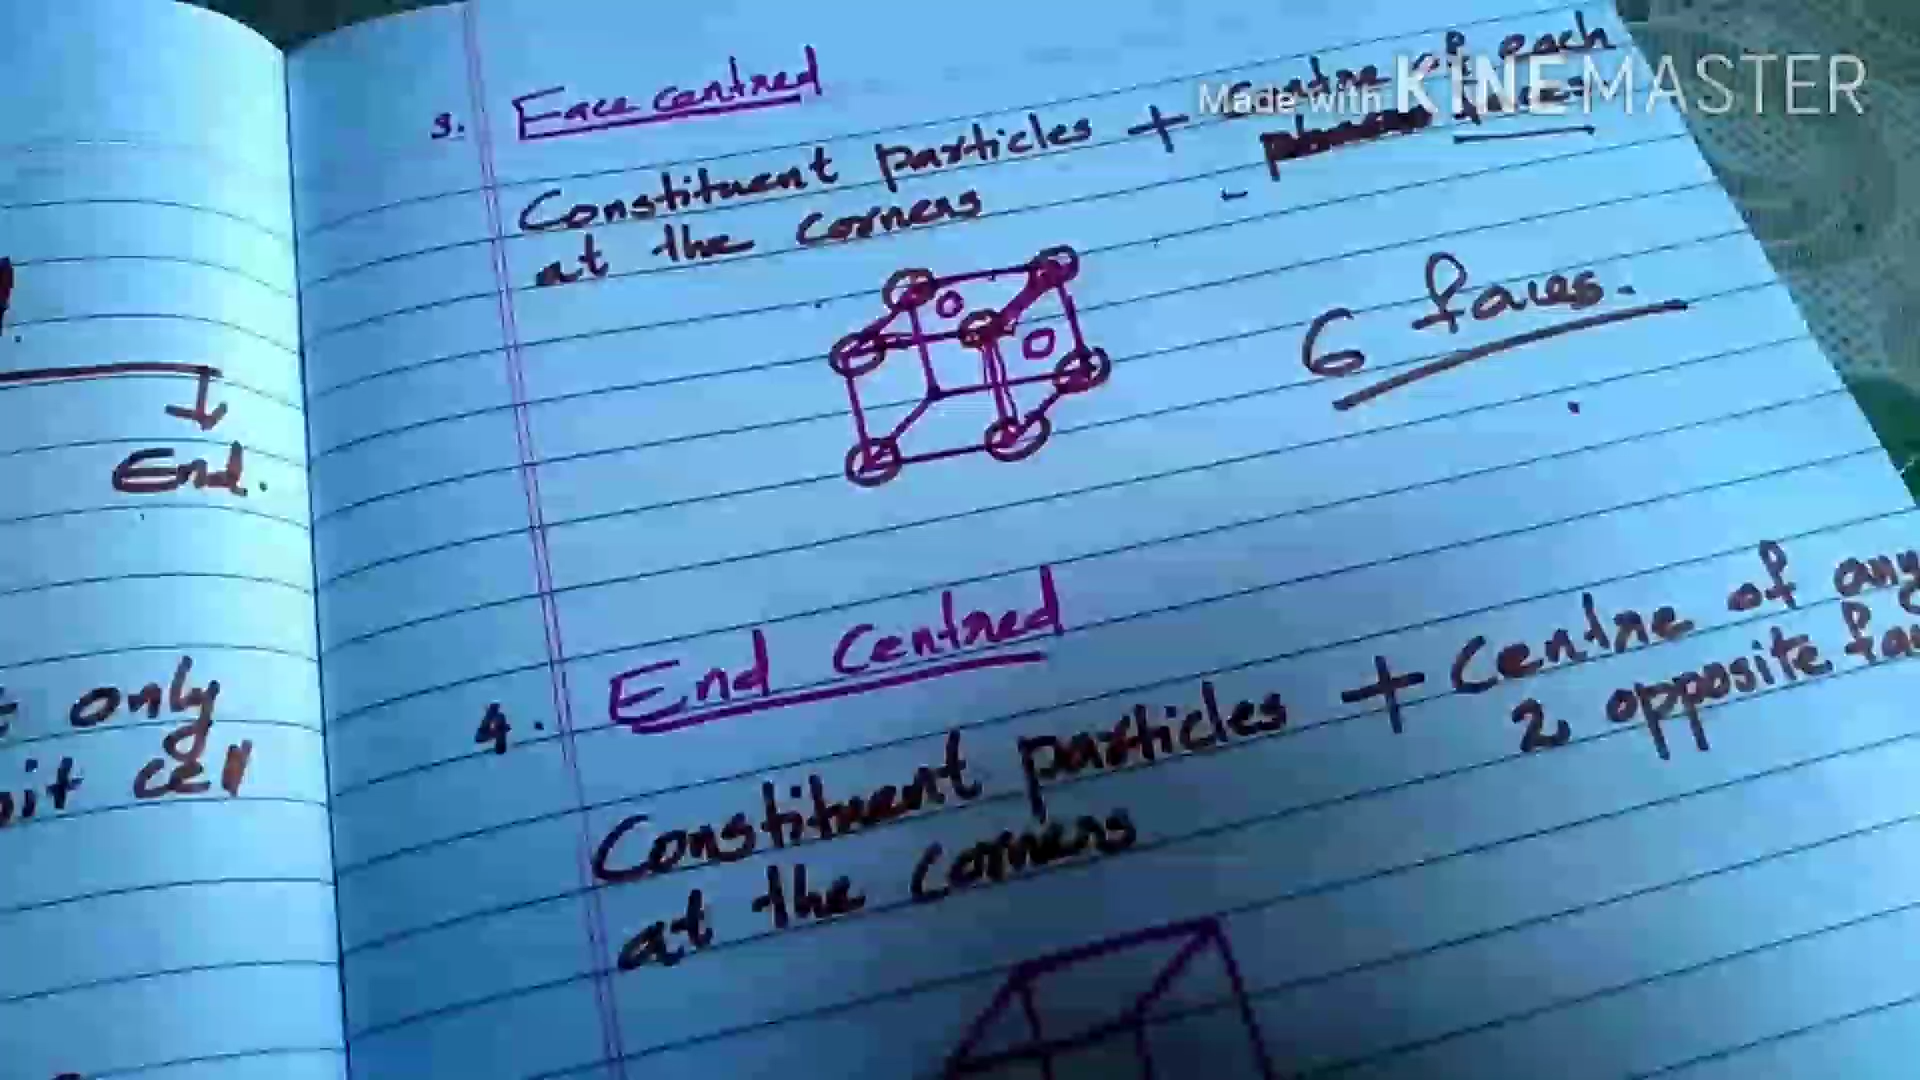 3. Face centred
Constituent particles + centre of each
at the corners
6 faces.
End.
4. End Centred
Constituent particles + Centre of any
at the corners 2 opposite
only
cell
Made with KINEMASTER